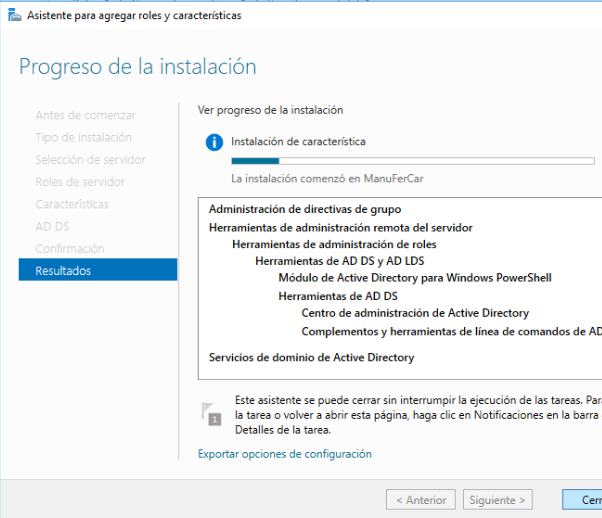 Asistente para agregar roles y características
Progreso de la instalación
Antes de comenzar
Tipo de instalación
Selección de servidor
Roles de servidor
Características
AD DS
Confirmación
Resultados
Ver progreso de la instalación
Instalación de característica
La instalación comenzó en ManuFerCar
Administración de directivas de grupo
Herramientas de administración remota del servidor
Herramientas de administración de roles
Herramientas de AD DS y AD LDS
Módulo de Active Directory para Windows PowerShell
Herramientas de AD DS
Centro de administración de Active Directory
Complementos y herramientas de línea de comandos de AD
Servicios de dominio de Active Directory
1
Este asistente se puede cerrar sin interrumpir la ejecución de las tareas. Par
la tarea o volver a abrir esta página, haga clic en Notificaciones en la barra
Detalles de la tarea.
Exportar opciones de configuración
< Anterior
Siguiente >
Cerr